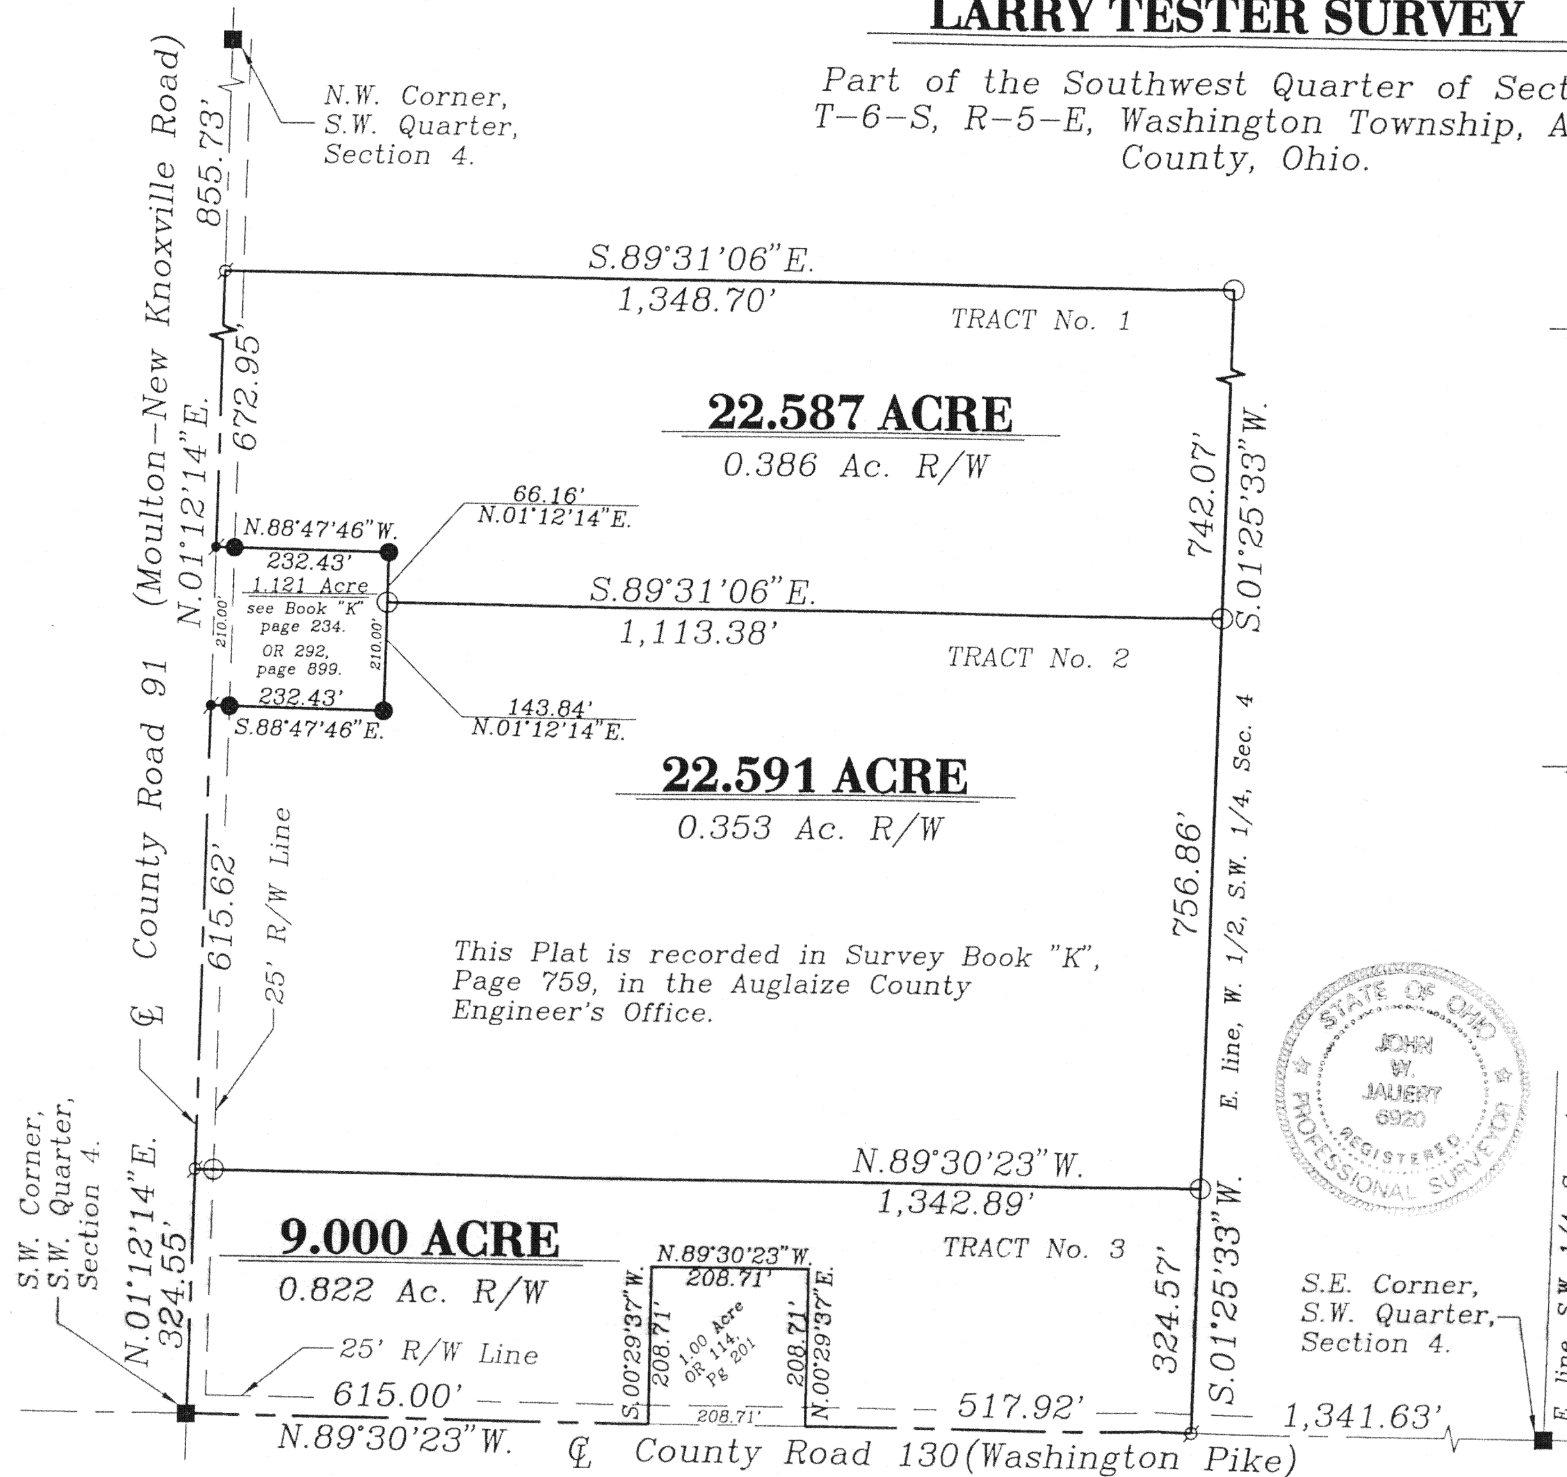 LARRY TESTER SURVEY
Part of the Southwest Quarter of Sect
T-6-S, R-5-E, Washington Township, A
County, Ohio.
N.W. Corner,
S.W. Quarter,
Section 4.
855.73'
S.89°31'06"E.
1,348.70'
TRACT No. 1
22.587 ACRE
0.386 Ac. R/W
672.95'
N.01°12'14"E.
742.07'
S.01°25'33"W.
66.16'
N.01°12'14"E.
N.88°47'46"W.
232.43'
1.121 Acre
see Book "K"
page 234.
OR 292,
page 899.
210.00'
210.00'
232.43'
S.88°47'46"E.
S.89°31'06"E.
1,113.38'
TRACT No. 2
143.84'
N.01°12'14"E.
22.591 ACRE
0.353 Ac. R/W
℄ County Road 91 (Moulton-New Knoxville Road)
615.62'
25' R/W Line
756.86'
E. line, W. 1/2, S.W. 1/4, Sec. 4
This Plat is recorded in Survey Book "K",
Page 759, in the Auglaize County
Engineer's Office.
STATE OF OHIO
JOHN
W.
JAUERT
6920
REGISTERED
PROFESSIONAL SURVEYOR
S.W. Corner,
S.W. Quarter,
Section 4.
N.01°12'14"E.
324.55'
N.89°30'23"W.
1,342.89'
9.000 ACRE
0.822 Ac. R/W
TRACT No. 3
N.89°30'23"W.
208.71'
S.00°29'37"W.
208.71'
1.00 Acre
OR 114,
Pg 201
208.71'
N.00°29'37"E.
208.71'
324.57'
S.01°25'33"W.
S.E. Corner,
S.W. Quarter,
Section 4.
25' R/W Line
615.00'
517.92'
1,341.63'
N.89°30'23"W.
℄ County Road 130(Washington Pike)